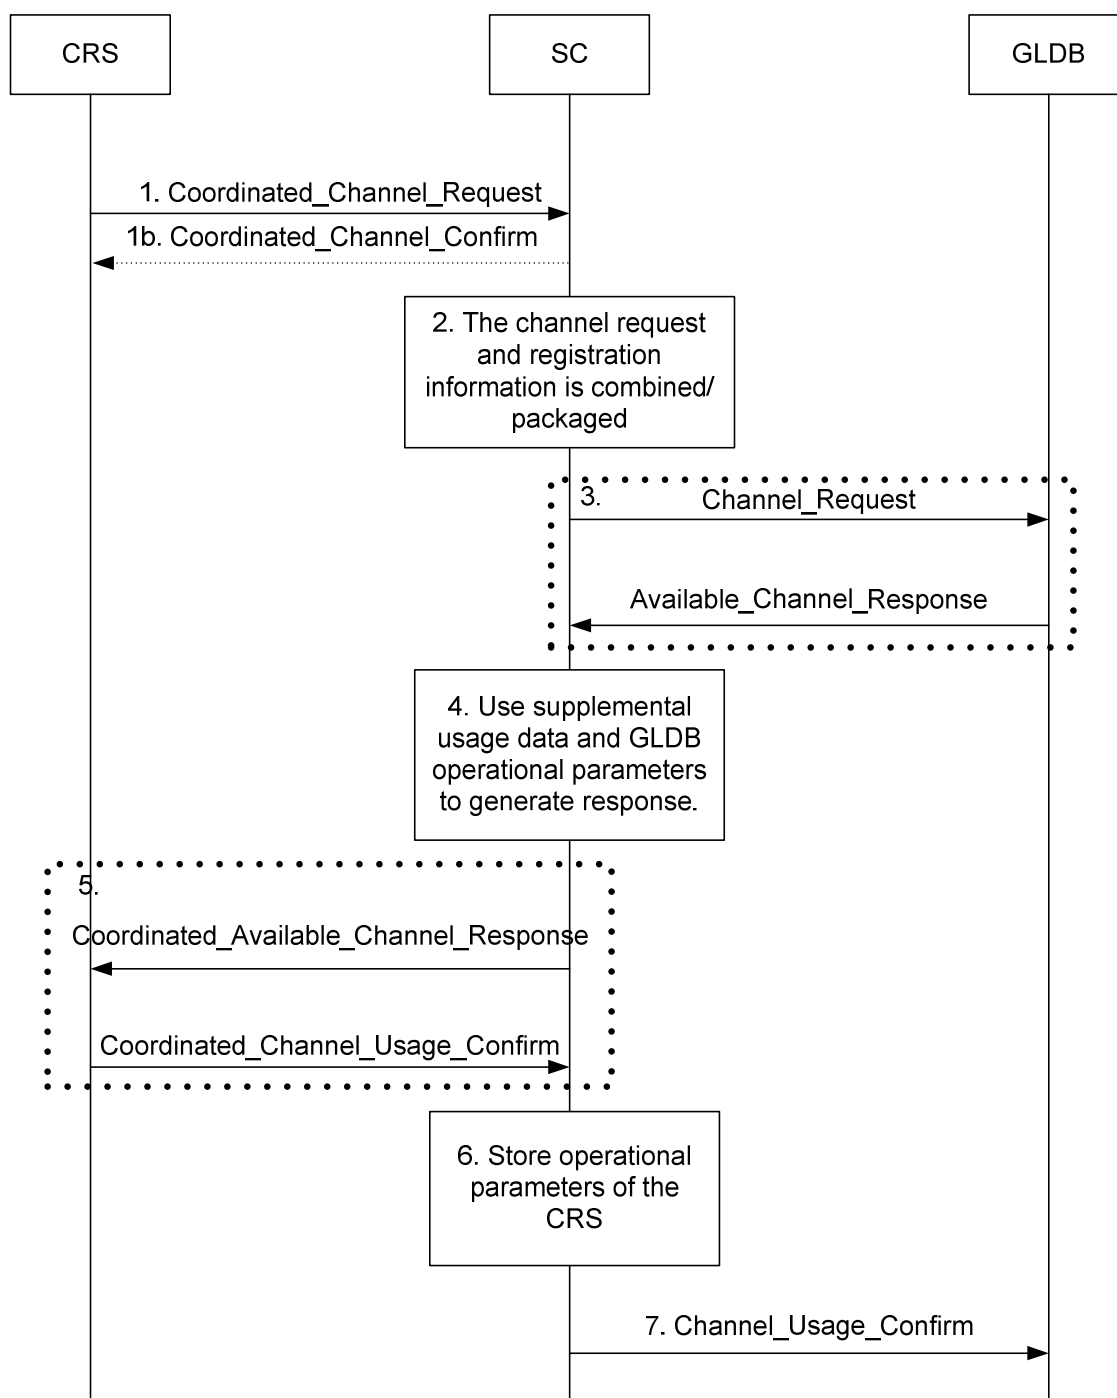 CRS
SC
GLDB
1. Coordinated_Channel_Request
1b. Coordinated_Channel_Confirm
2. The channel request
and registration
information is combined/
packaged
3.
Channel_Request
Available_Channel_Response
4. Use supplemental
usage data and GLDB
operational parameters
to generate response.
5.
Coordinated_Available_Channel_Response
Coordinated_Channel_Usage_Confirm
6. Store operational
parameters of the
CRS
7. Channel_Usage_Confirm